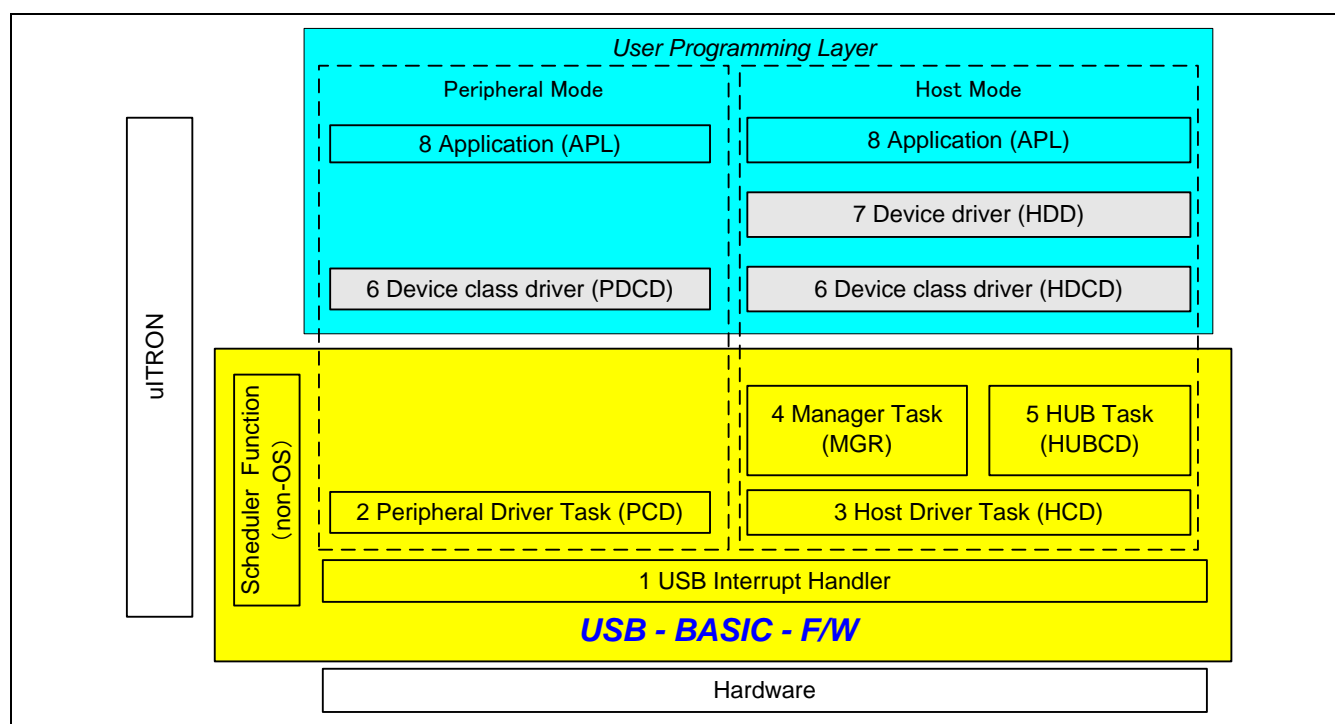 User Programming Layer
Peripheral Mode
Host Mode
8 Application (APL)
8 Application (APL)
7 Device driver (HDD)
6 Device class driver (PDCD)
6 Device class driver (HDCD)
uITRON
Scheduler Function
(non-OS)
4 Manager Task
(MGR)
5 HUB Task
(HUBCD)
2 Peripheral Driver Task (PCD)
3 Host Driver Task (HCD)
1 USB Interrupt Handler
USB - BASIC - F/W
Hardware